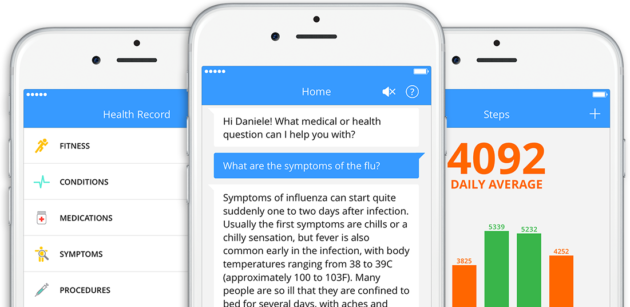 Health Record
FITNESS
CONDITIONS
MEDICATIONS
SYMPTOMS
PROCEDURES
Home
?
Hi Daniele! What medical or health
question can I help you with?
What are the symptoms of the flu?
Symptoms of influenza can start quite
suddenly one to two days after infection.
Usually the first symptoms are chills or a
chilly sensation, but fever is also
common early in the infection, with body
temperatures ranging from 38 to 39C
(approximately 100 to 103F). Many
people are so ill that they are confined to
bed for several days, with aches and
Steps
+
4092
DAILY AVERAGE
3825
5339
5232
4252